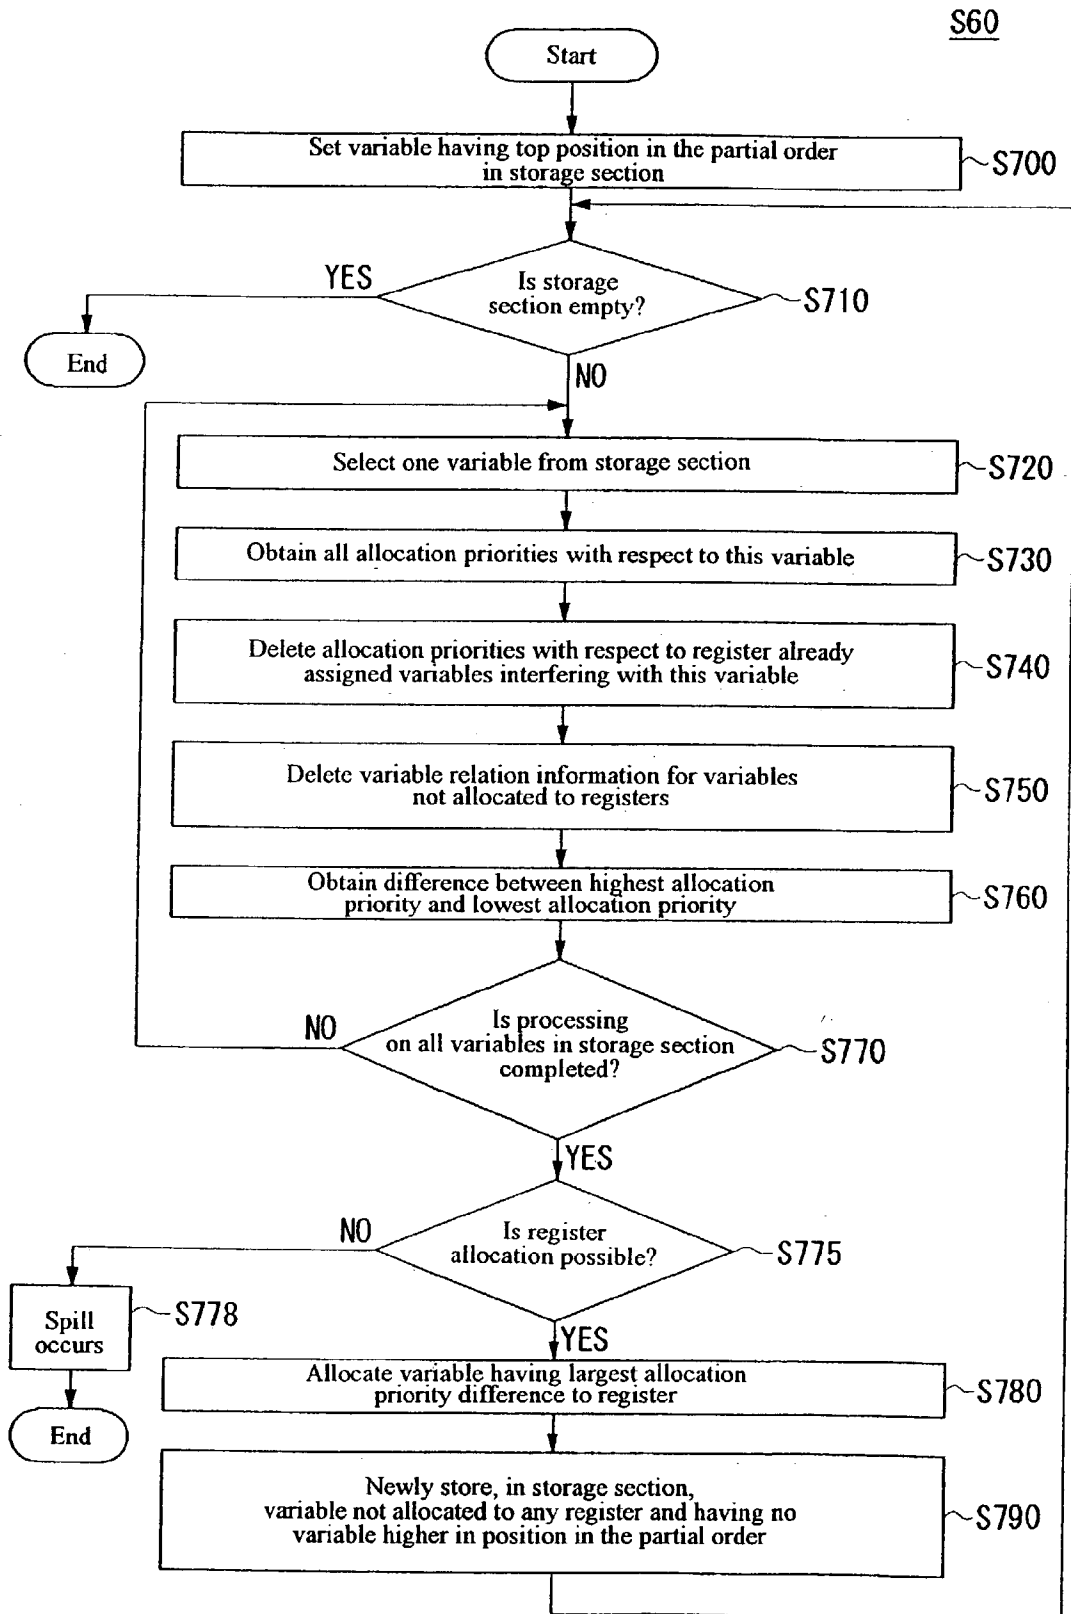 S60
Start
Set variable having top position in the partial order
in storage section
S700
YES
Is storage
section empty?
S710
End
NO
Select one variable from storage section
S720
Obtain all allocation priorities with respect to this variable
S730
Delete allocation priorities with respect to register already
assigned variables interfering with this variable
S740
Delete variable relation information for variables
not allocated to registers
S750
Obtain difference between highest allocation
priority and lowest allocation priority
S760
NO
Is processing
on all variables in storage section
completed?
S770
YES
NO
Is register
allocation possible?
S775
Spill
occurs
S778
YES
Allocate variable having largest allocation
priority difference to register
S780
End
Newly store, in storage section,
variable not allocated to any register and having no
variable higher in position in the partial order
S790